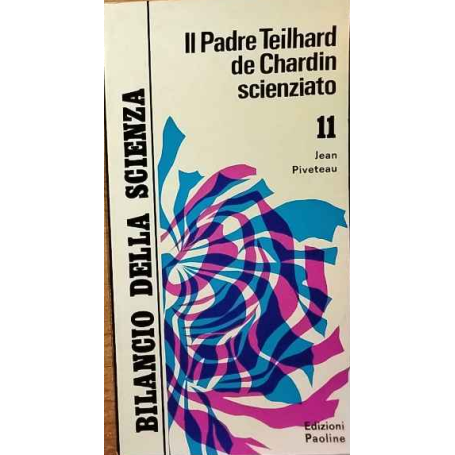 Il Padre Teilhard
de Chardin
scienziato
11
Jean
Piveteau
BILANCIO DELLA SCIENZA
Edizioni
Paoline